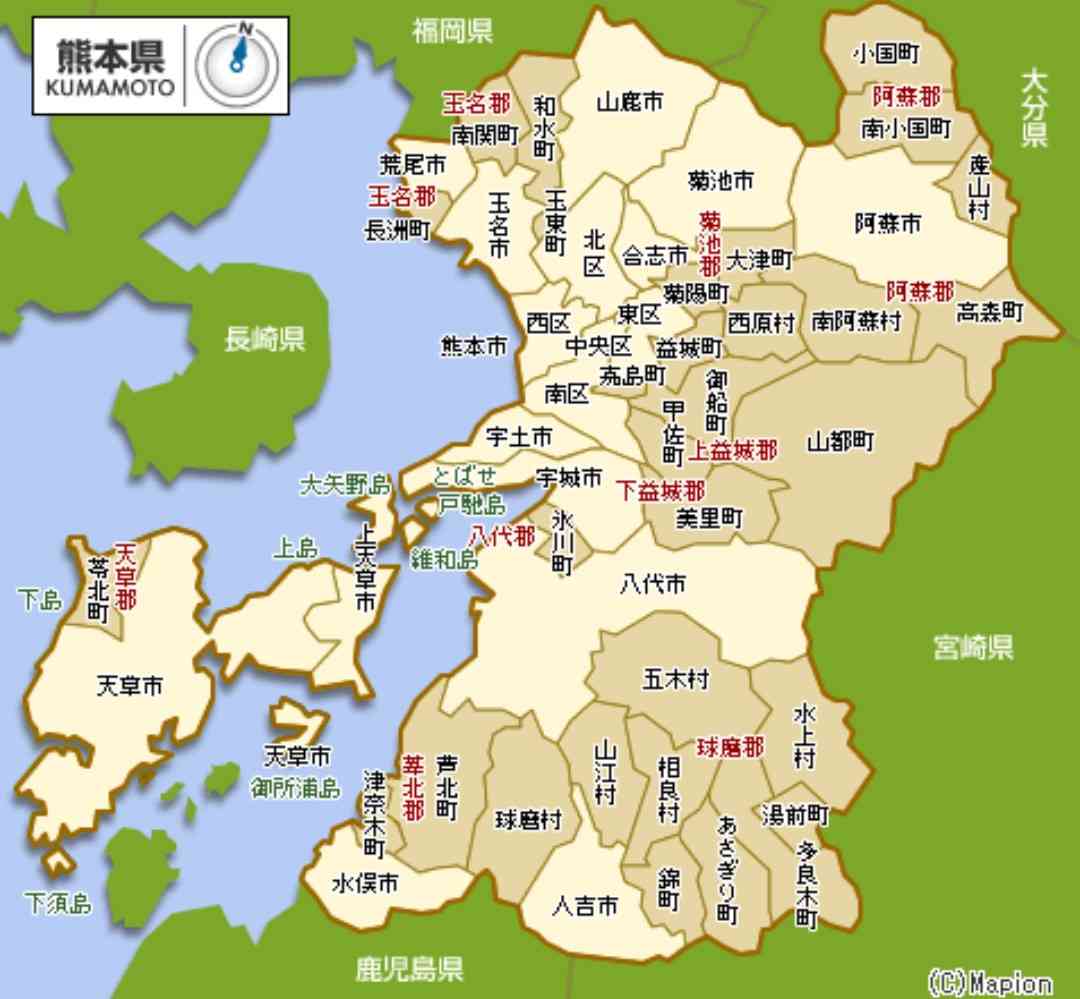 熊本県
KUMAMOTO
N
福岡県
大分県
小国町
阿蘇郡
南小国町
産山村
玉名郡
南関町
和水町
山鹿市
荒尾市
玉名郡
長洲町
玉名市
玉東町
北区
菊池市
菊池郡
合志市
大津町
阿蘇市
阿蘇郡
高森町
菊陽町
西区
東区
西原村
南阿蘇村
長崎県
熊本市
中央区
益城町
嘉島町
御船町
南区
甲佐町
山都町
上益城郡
宇土市
とばせ
戸馳島
宇城市
下益城郡
美里町
大矢野島
八代郡
氷川町
維和島
上島
上天草市
天草郡
苓北町
下島
八代市
宮崎県
天草市
五木村
水上村
球磨郡
天草市
御所浦島
山江村
相良村
葦北郡
芦北町
津奈木町
球磨村
湯前町
あさぎり町
多良木町
水俣市
錦町
人吉市
下須島
鹿児島県
(C)Mapion